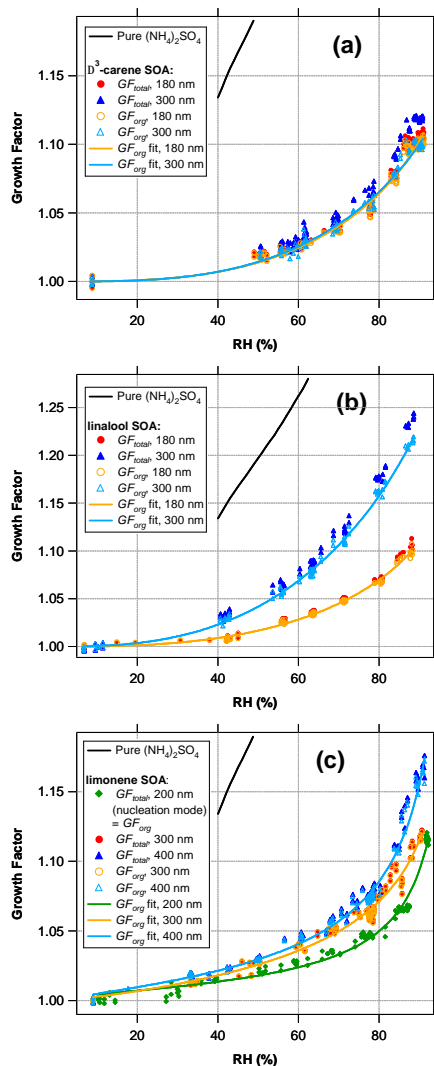 Pure (NH4)2SO4
(a)
D3-carene SOA:
GFtotal, 180 nm
GFtotal, 300 nm
GForg, 180 nm
GForg, 300 nm
GForg fit, 180 nm
GForg fit, 300 nm
1.15
1.10
1.05
1.00
Growth Factor
0
20
40
60
80
RH (%)
Pure (NH4)2SO4
(b)
linalool SOA:
GFtotal, 180 nm
GFtotal, 300 nm
GForg, 180 nm
GForg, 300 nm
GForg fit, 180 nm
GForg fit, 300 nm
1.25
1.20
1.15
1.10
1.05
1.00
Growth Factor
0
20
40
60
80
RH (%)
Pure (NH4)2SO4
(c)
limonene SOA:
GFtotal, 200 nm
(nucleation mode)
= GForg
GFtotal, 300 nm
GFtotal, 400 nm
GForg, 300 nm
GForg, 400 nm
GForg fit, 200 nm
GForg fit, 300 nm
GForg fit, 400 nm
1.15
1.10
1.05
1.00
Growth Factor
0
20
40
60
80
RH (%)